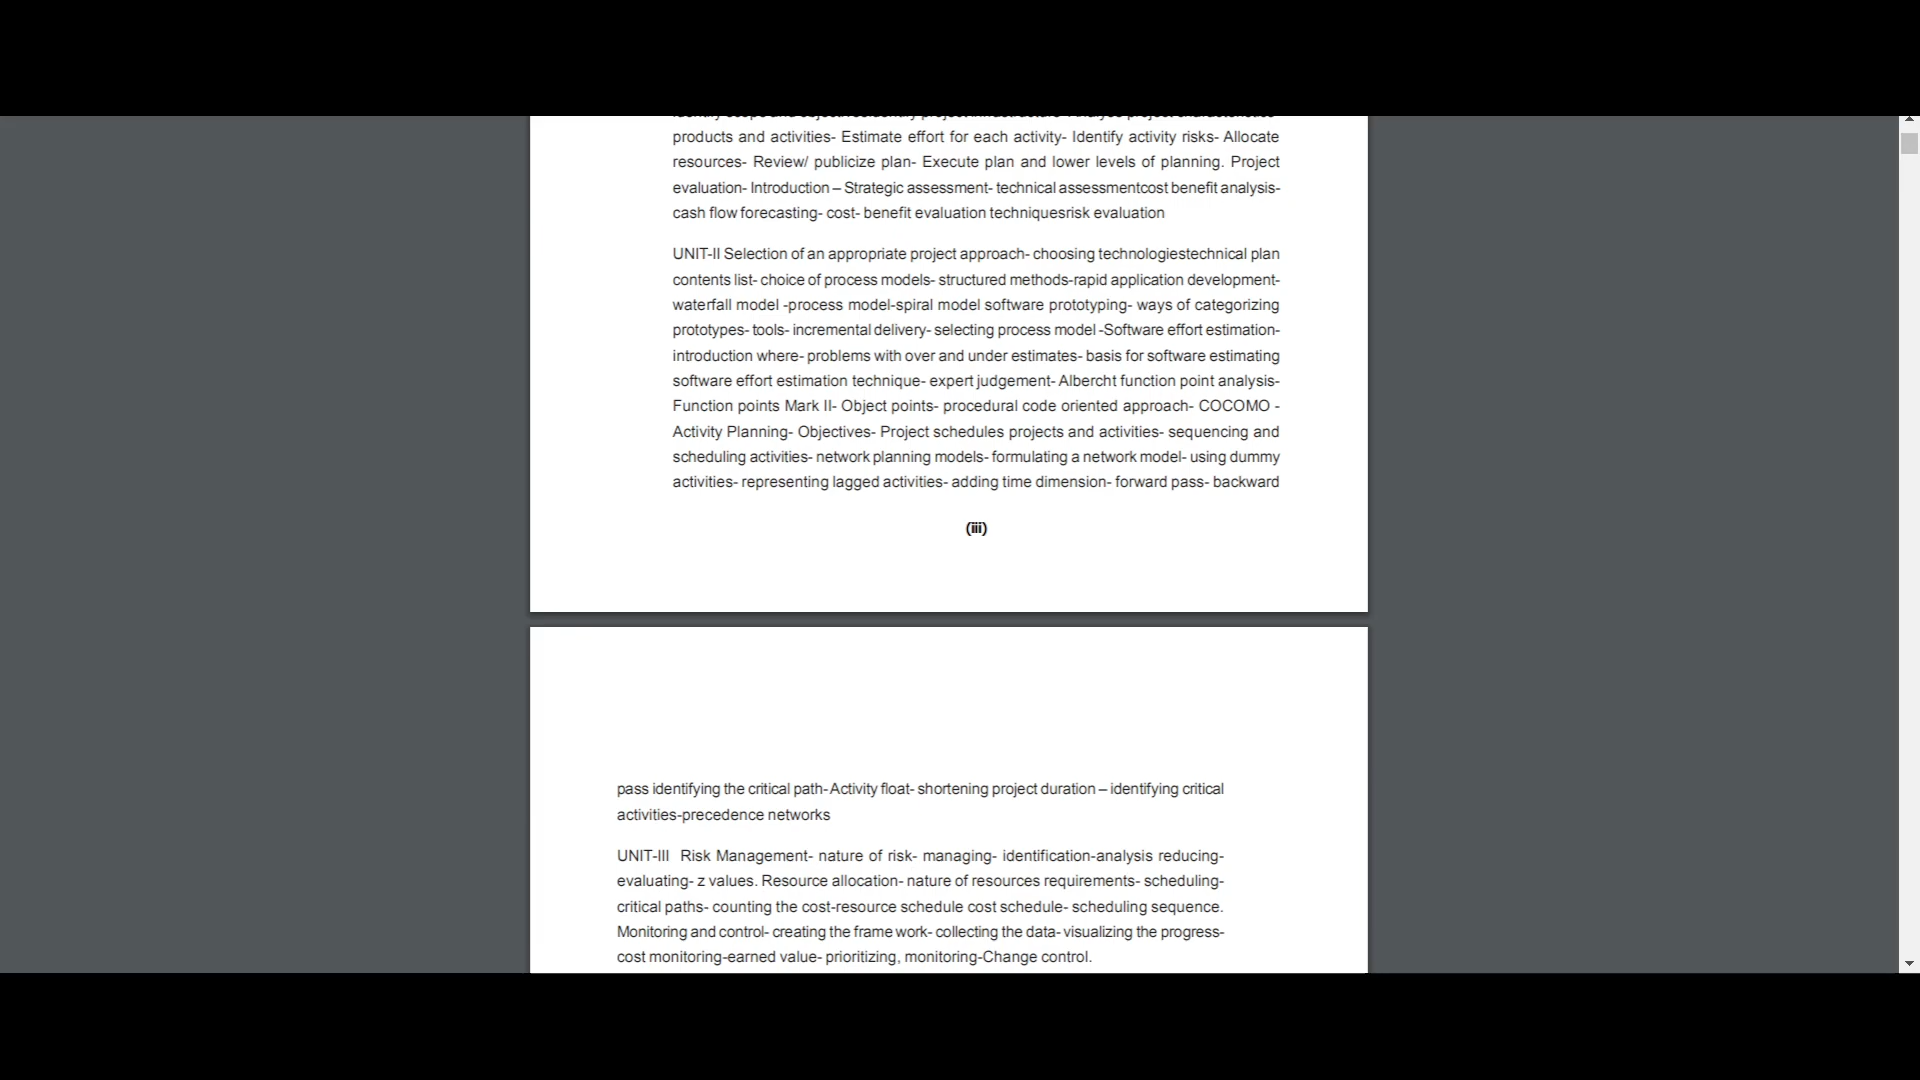 products and activities- Estimate effort for each activity- Identify activity risks- Allocate
resources- Review/ publicize plan- Execute plan and lower levels of planning. Project
evaluation- Introduction – Strategic assessment- technical assessmentcost benefit analysis-
cash flow forecasting- cost- benefit evaluation techniquesrisk evaluation
UNIT-II Selection of an appropriate project approach- choosing technologiestechnical plan
contents list- choice of process models- structured methods-rapid application development-
waterfall model -process model-spiral model software prototyping- ways of categorizing
prototypes- tools- incremental delivery- selecting process model -Software effort estimation-
introduction where- problems with over and under estimates- basis for software estimating
software effort estimation technique- expert judgement- Albercht function point analysis-
Function points Mark II- Object points- procedural code oriented approach- COCOMO -
Activity Planning- Objectives- Project schedules projects and activities- sequencing and
scheduling activities- network planning models- formulating a network model- using dummy
activities- representing lagged activities- adding time dimension- forward pass- backward
(iii)
pass identifying the critical path- Activity float- shortening project duration – identifying critical
activities-precedence networks
UNIT-III Risk Management- nature of risk- managing- identification-analysis reducing-
evaluating- z values. Resource allocation- nature of resources requirements- scheduling-
critical paths- counting the cost-resource schedule cost schedule- scheduling sequence.
Monitoring and control- creating the frame work- collecting the data- visualizing the progress-
cost monitoring-earned value- prioritizing, monitoring-Change control.